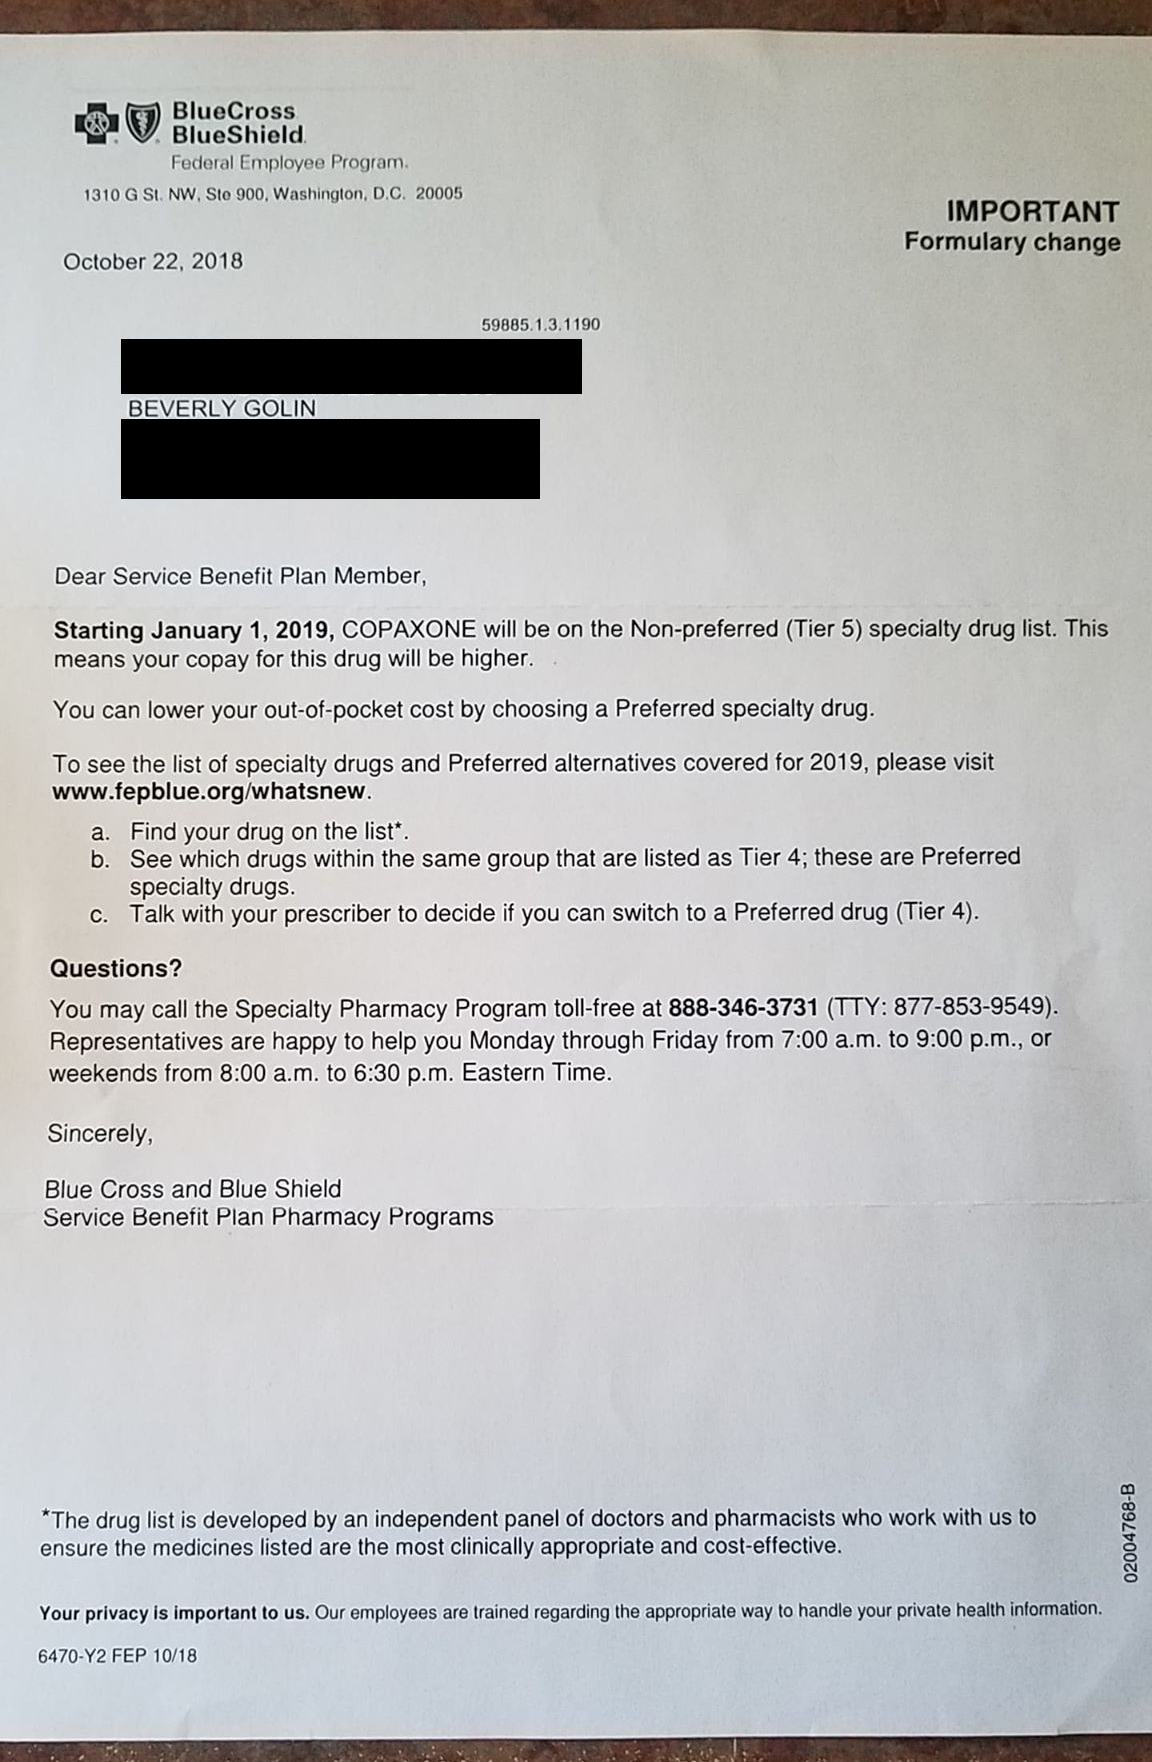 BlueCross
BlueShield.
Federal Employee Program.
1310 G St. NW, Ste 900, Washington, D.C. 20005
IMPORTANT
Formulary change
October 22, 2018
59885.1.3.1190
BEVERLY GOLIN
Dear Service Benefit Plan Member,
Starting January 1, 2019, COPAXONE will be on the Non-preferred (Tier 5) specialty drug list. This
means your copay for this drug will be higher.
You can lower your out-of-pocket cost by choosing a Preferred specialty drug.
To see the list of specialty drugs and Preferred alternatives covered for 2019, please visit
www.fepblue.org/whatsnew.
a. Find your drug on the list*.
b. See which drugs within the same group that are listed as Tier 4; these are Preferred
specialty drugs.
c. Talk with your prescriber to decide if you can switch to a Preferred drug (Tier 4).
Questions?
You may call the Specialty Pharmacy Program toll-free at 888-346-3731 (TTY: 877-853-9549).
Representatives are happy to help you Monday through Friday from 7:00 a.m. to 9:00 p.m., or
weekends from 8:00 a.m. to 6:30 p.m. Eastern Time.
Sincerely,
Blue Cross and Blue Shield
Service Benefit Plan Pharmacy Programs
*The drug list is developed by an independent panel of doctors and pharmacists who work with us to
ensure the medicines listed are the most clinically appropriate and cost-effective.
02004768-B
Your privacy is important to us. Our employees are trained regarding the appropriate way to handle your private health information.
6470-Y2 FEP 10/18